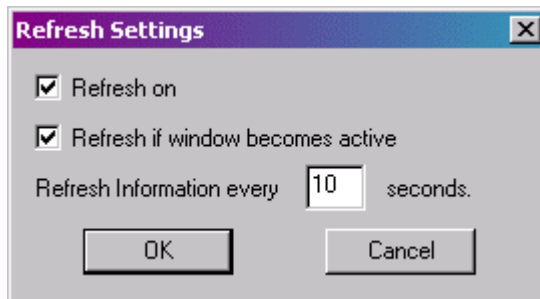 Refresh Settings
Refresh on
Refresh if window becomes active
Refresh Information every 10 seconds.
OK Cancel